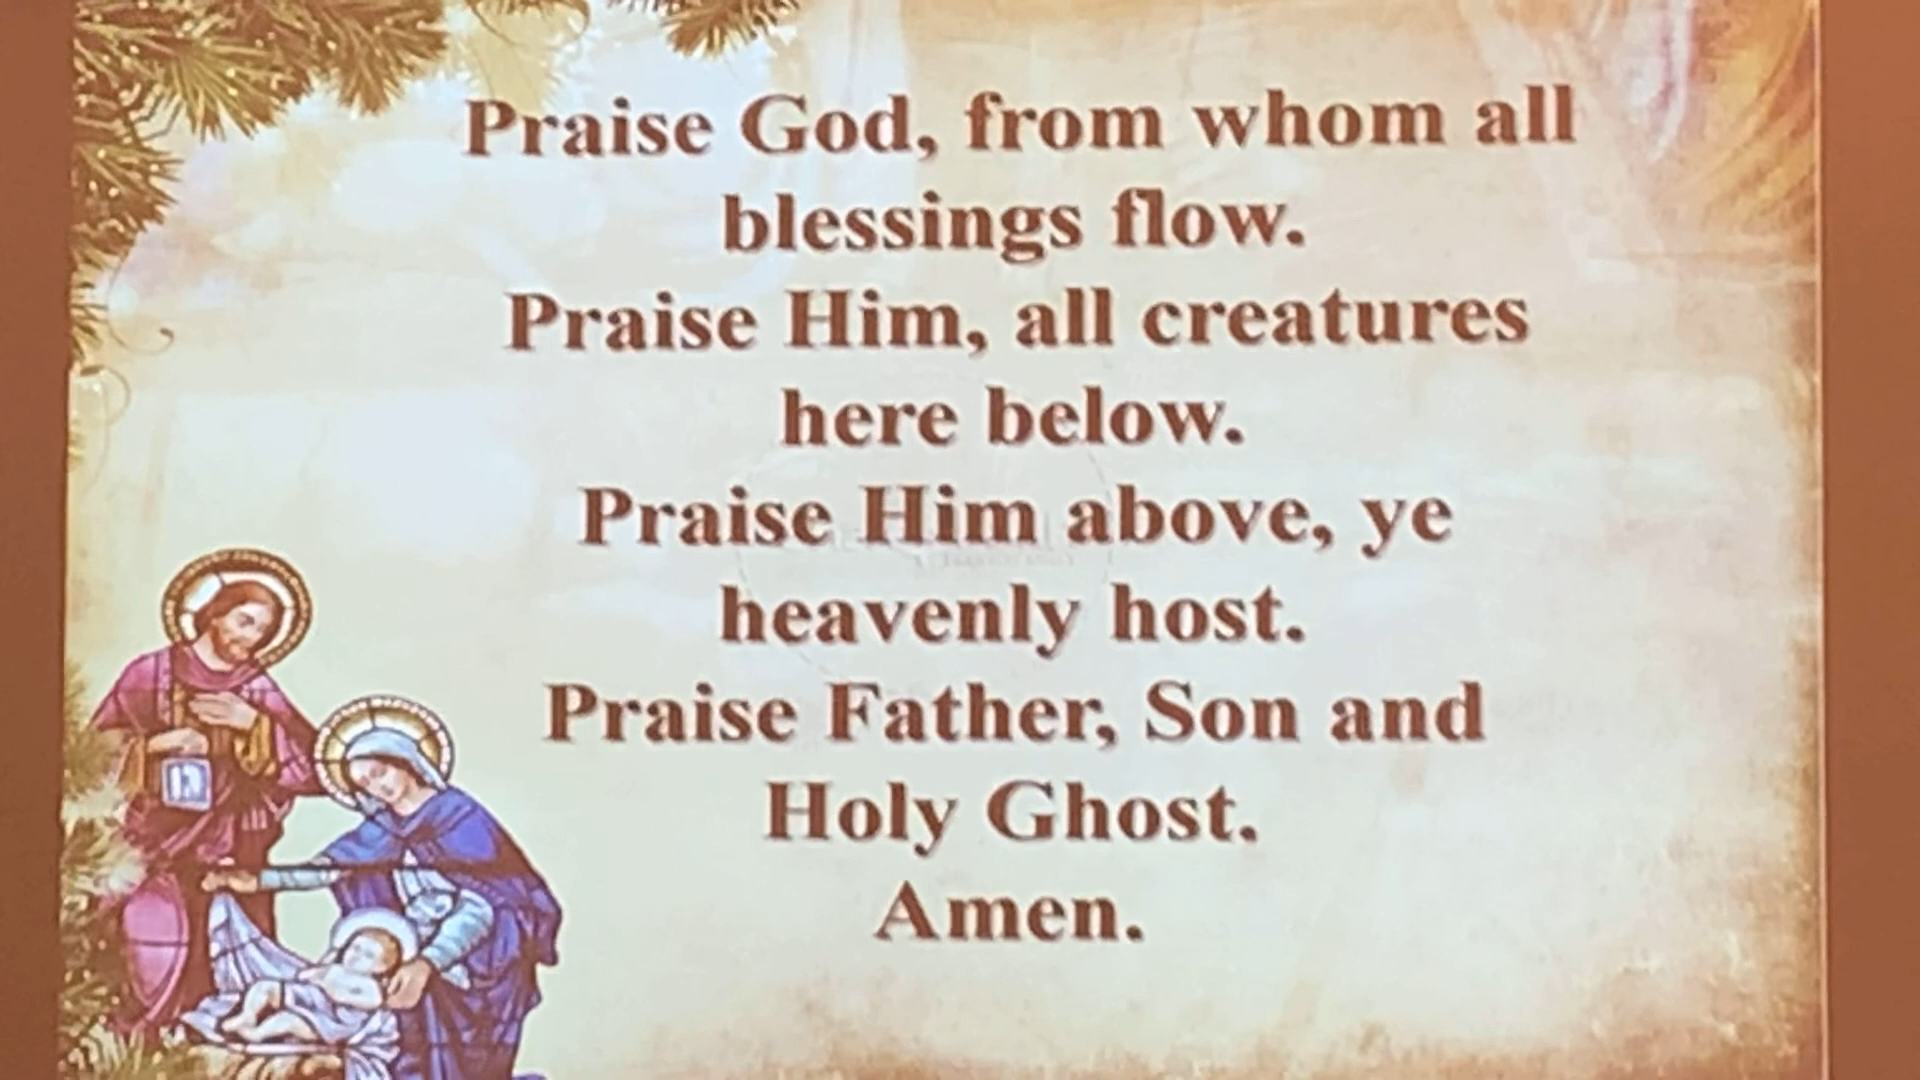 Praise God, from whom all
blessings flow.
Praise Him, all creatures
here below.
Praise Him above, ye
heavenly host.
Praise Father, Son and
Holy Ghost.
Amen.